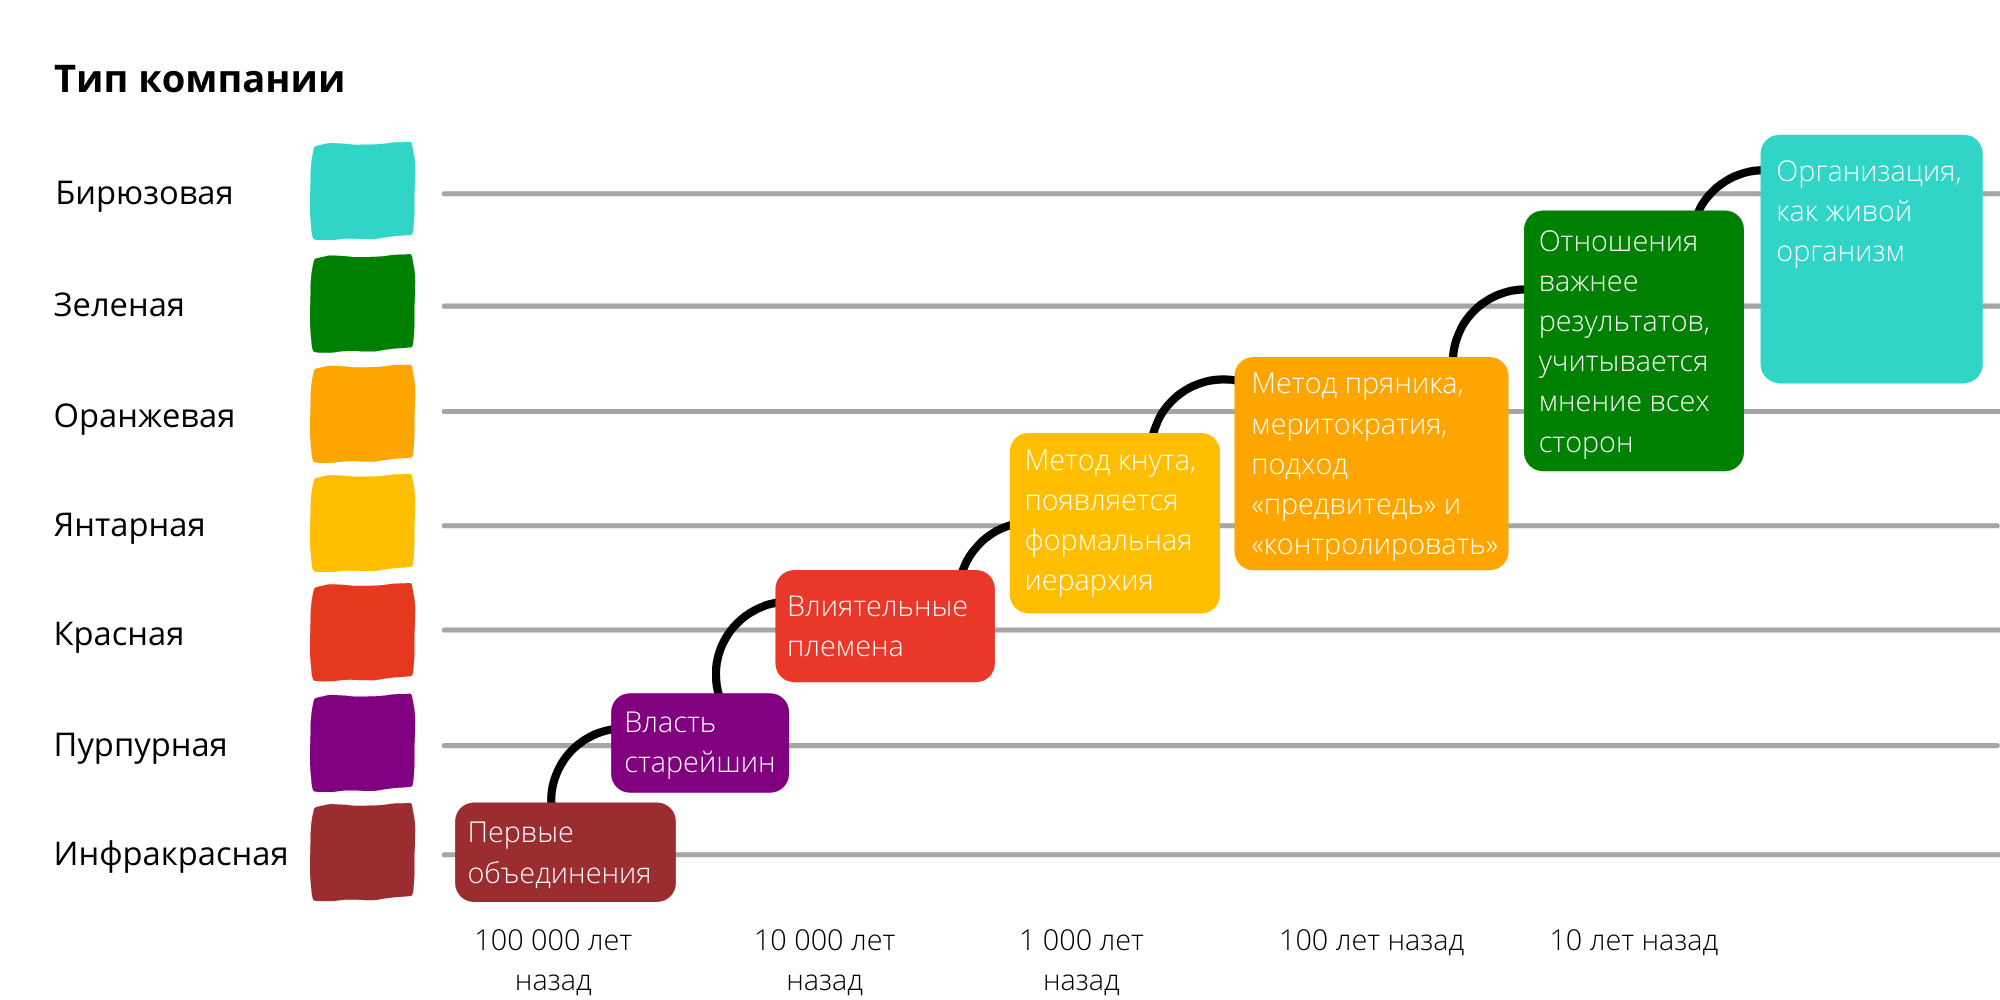 Тип компании
Бирюзовая
Зеленая
Оранжевая
Янтарная
Красная
Пурпурная
Инфракрасная
Первые
объединения
Власть
старейшин
Влиятельные
племена
Метод кнута,
появляется
формальная
иерархия
Метод пряника,
меритократия,
подход
«предвитедь» и
«контролировать»
Отношения
важнее
результатов,
учитывается
мнение всех
сторон
Организация,
как живой
организм
100 000 лет
назад
10 000 лет
назад
1 000 лет
назад
100 лет назад
10 лет назад